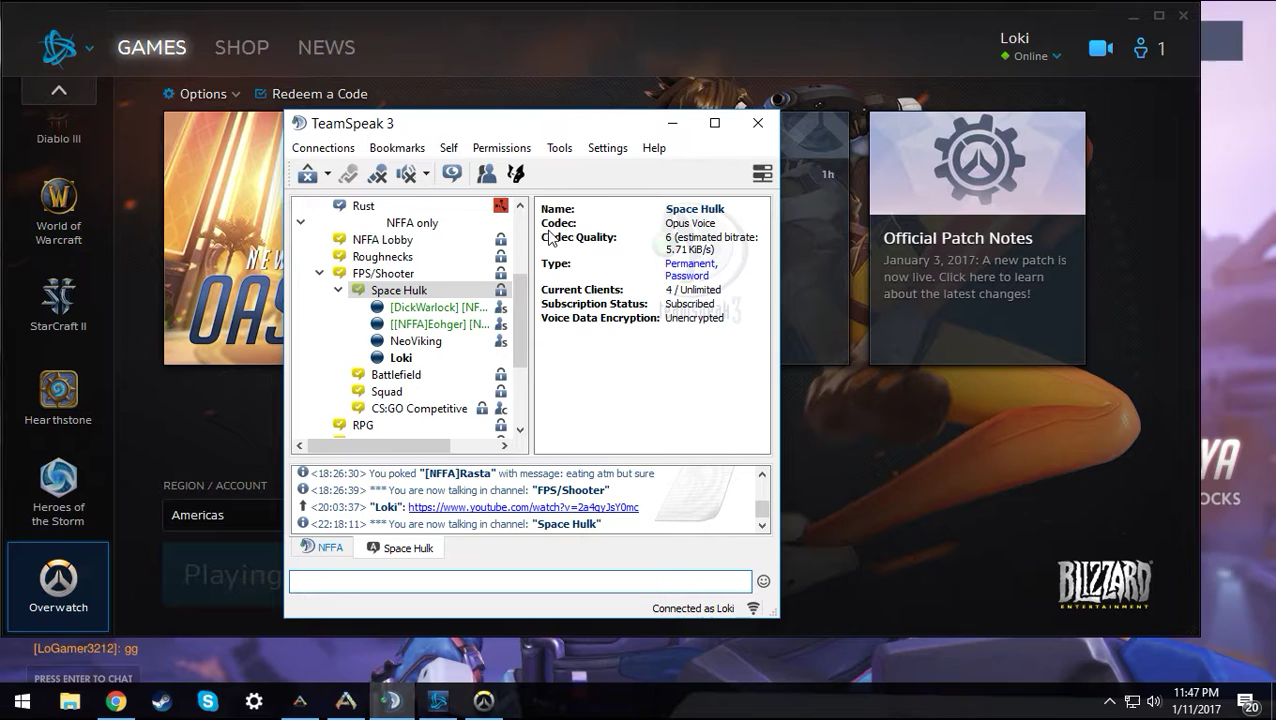 GAMES SHOP NEWS
Loki
Online
1
Options
Redeem a Code
Diablo III
World of
Warcraft
StarCraft II
Hearthstone
Heroes of
the Storm
Overwatch
NEW
OAS
REGION / ACCOUNT
Americas
Playing
1h
Official Patch Notes
January 3, 2017: A new patch is
now live. Click here to learn
about the latest changes!
BLIZZARD
ENTERTAINMENT
TeamSpeak 3
Connections Bookmarks Self Permissions Tools Settings Help
Rust
NFFA only
NFFA Lobby
Roughnecks
FPS/Shooter
Space Hulk
[DickWarlock] [NF...
[[NFFA]Eohger] [N...
NeoViking
Loki
Battlefield
Squad
CS:GO Competitive
RPG
Name: Space Hulk
Codec: Opus Voice
Codec Quality: 6 (estimated bitrate:
5.71 KiB/s)
Type: Permanent,
Password
Current Clients: 4 / Unlimited
Subscription Status: Subscribed
Voice Data Encryption: Unencrypted
<18:26:30> You poked "[NFFA]Rasta" with message: eating atm but sure
<18:26:39> *** You are now talking in channel: "FPS/Shooter"
<20:03:37> "Loki": https://www.youtube.com/watch?v=2a4gyJsY0mc
<22:18:11> *** You are now talking in channel: "Space Hulk"
NFFA Space Hulk
Connected as Loki
YA
OCKS
[LoGamer3212]: gg
PRESS ENTER TO CHAT
11:47 PM
1/11/2017
20